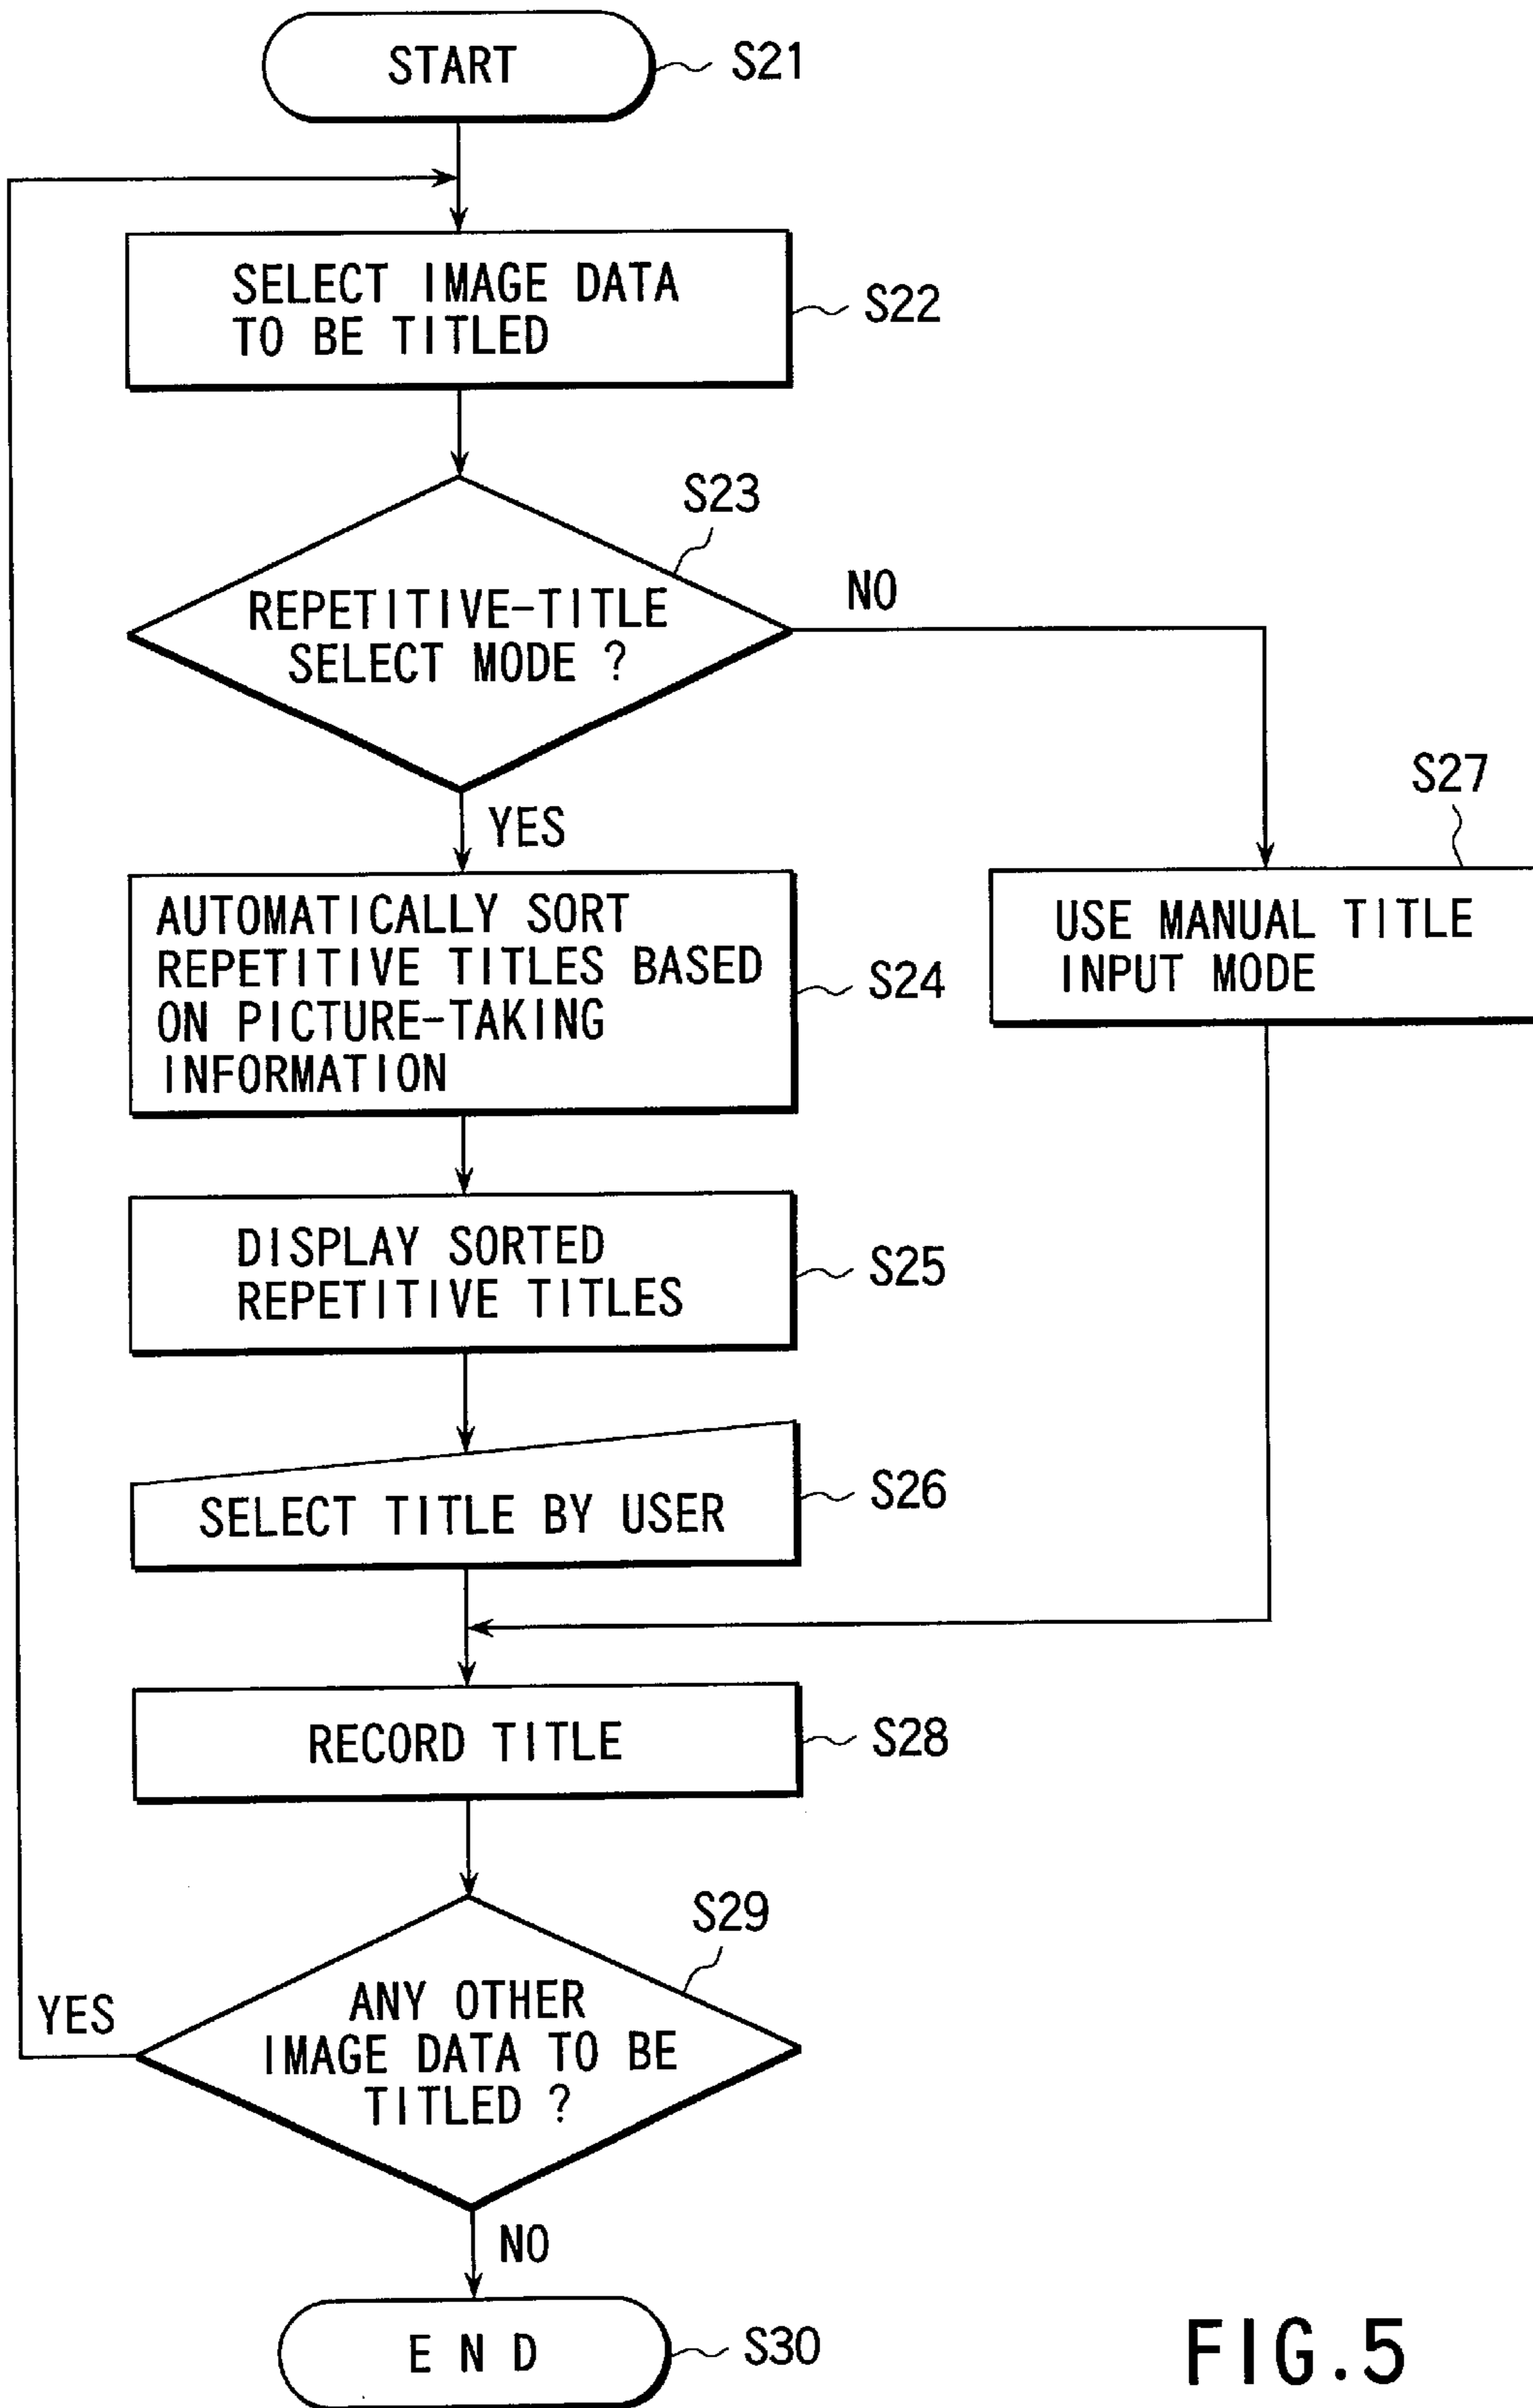 START
S21
SELECT IMAGE DATA
TO BE TITLED
S22
S23
REPETITIVE-TITLE
SELECT MODE ?
NO
YES
S27
USE MANUAL TITLE
INPUT MODE
AUTOMATICALLY SORT
REPETITIVE TITLES BASED
ON PICTURE-TAKING
INFORMATION
S24
DISPLAY SORTED
REPETITIVE TITLES
S25
SELECT TITLE BY USER
S26
RECORD TITLE
S28
S29
ANY OTHER
IMAGE DATA TO BE
TITLED ?
YES
NO
END
S30
FIG.5